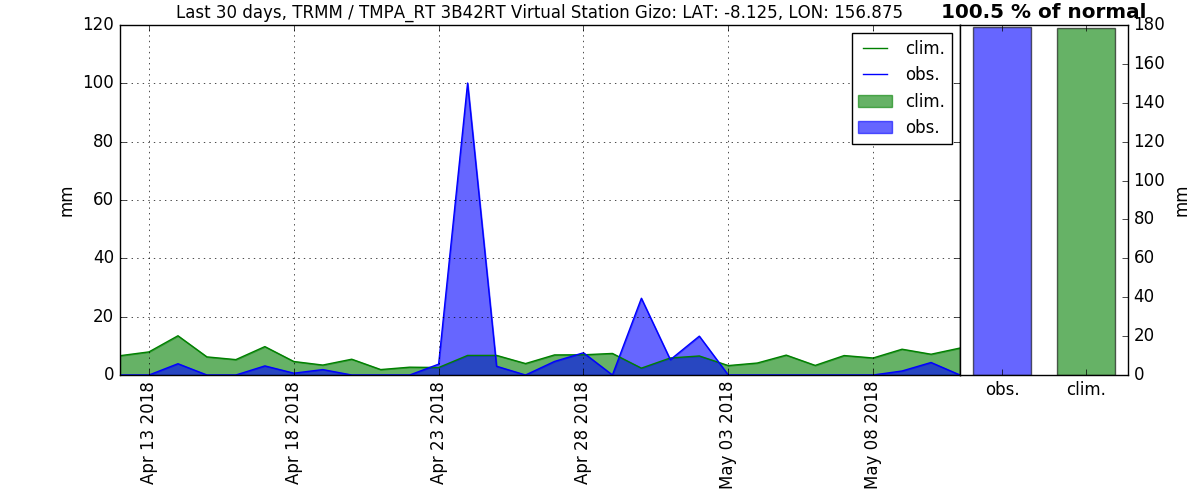 Last 30 days, TRMM / TMPA_RT 3B42RT Virtual Station Gizo: LAT: -8.125, LON: 156.875
100.5 % of normal
120
100
80
60
40
20
0
mm
clim.
obs.
clim.
obs.
Apr 13 2018
Apr 18 2018
Apr 23 2018
Apr 28 2018
May 03 2018
May 08 2018
180
160
140
120
100
80
60
40
20
0
mm
obs.
clim.